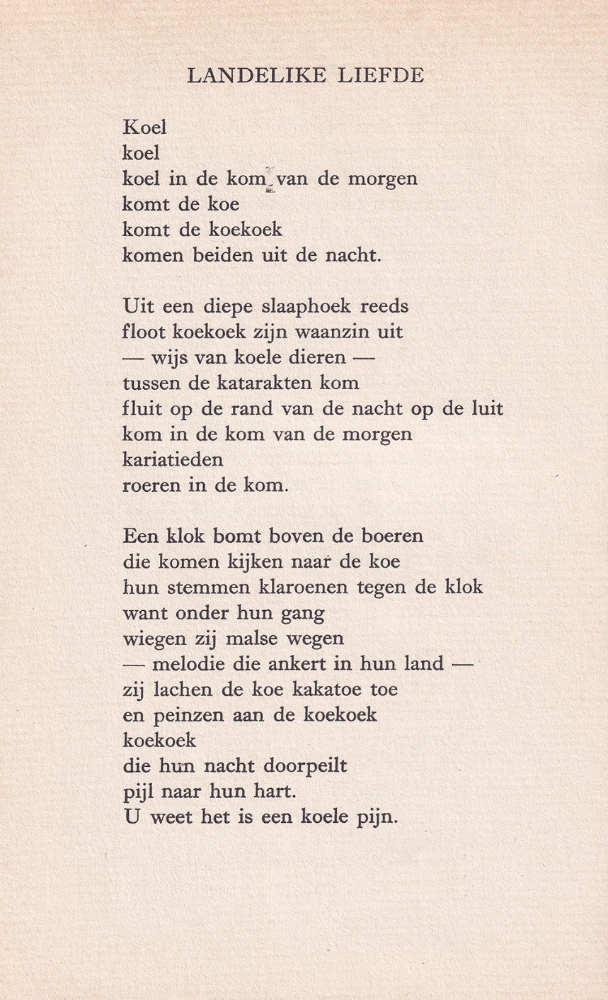 LANDELIKE LIEFDE
Koel
koel
koel in de kom van de morgen
komt de koe
komt de koekoek
komen beiden uit de nacht.
Uit een diepe slaaphoek reeds
floot koekoek zijn waanzin uit
— wijs van koele dieren —
tussen de katarakten kom
fluit op de rand van de nacht op de luit
kom in de kom van de morgen
kariatieden
roeren in de kom.
Een klok bomt boven de boeren
die komen kijken naar de koe
hun stemmen klaroenen tegen de klok
want onder hun gang
wiegen zij malse wegen
— melodie die ankert in hun land —
zij lachen de koe kakatoe toe
en peinzen aan de koekoek
koekoek
die hun nacht doorpeilt
pijl naar hun hart.
U weet het is een koele pijn.